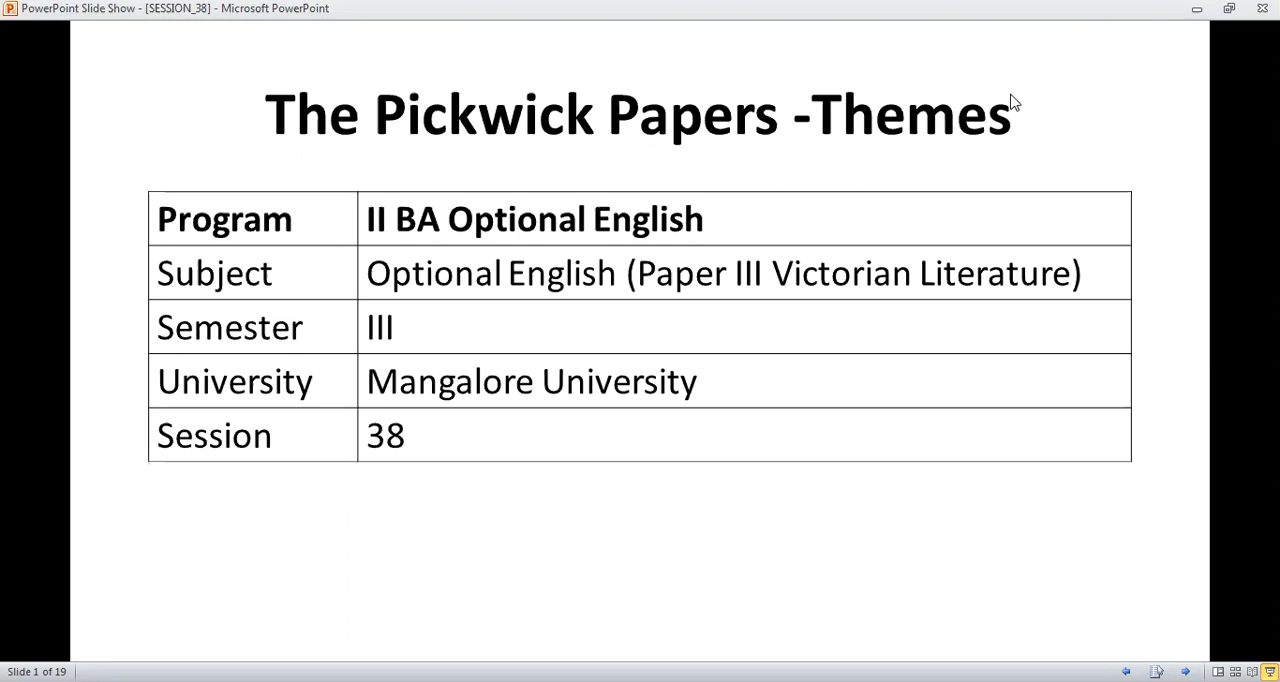 PowerPoint Slide Show - [SESSION_38] - Microsoft PowerPoint
The Pickwick Papers -Themes
Program II BA Optional English
Subject Optional English (Paper III Victorian Literature)
Semester III
University Mangalore University
Session 38
Slide 1 of 19